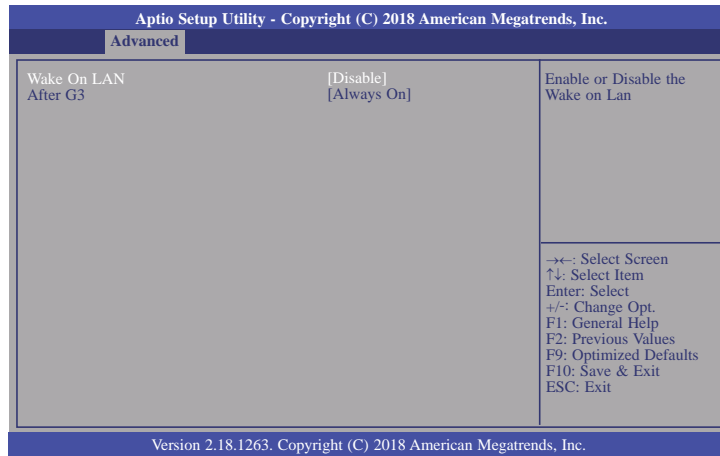 Aptio Setup Utility - Copyright (C) 2018 American Megatrends, Inc.
Advanced
Wake On LAN [Disable]
After G3 [Always On]
Enable or Disable the
Wake on Lan
→←: Select Screen
↑↓: Select Item
Enter: Select
+/-: Change Opt.
F1: General Help
F2: Previous Values
F9: Optimized Defaults
F10: Save & Exit
ESC: Exit
Version 2.18.1263. Copyright (C) 2018 American Megatrends, Inc.